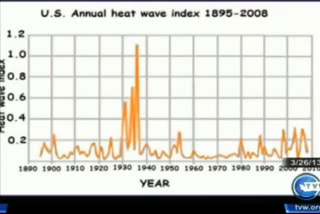 U.S. Annual heat wave index 1895-2008
Heat wave index
1.2
1.0
0.8
0.6
0.4
0.2
1890 1900 1910 1920 1930 1940 1950 1960 1970 1980 1990 2000 2010
YEAR
3/26/13
TVW
tvw.org